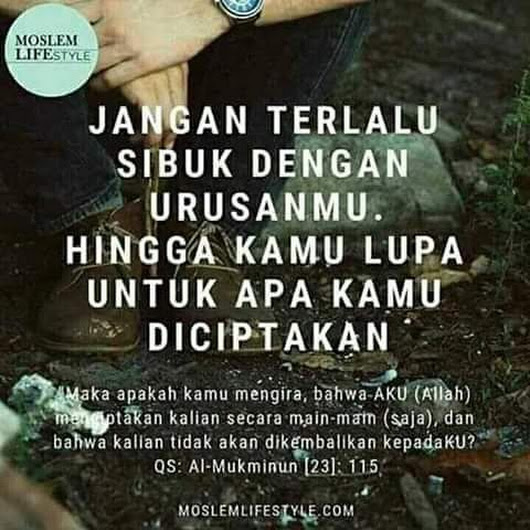 MOSLEM
LIFESTYLE
JANGAN TERLALU
SIBUK DENGAN
URUSANMU.
HINGGA KAMU LUPA
UNTUK APA KAMU
DICIPTAKAN
"Maka apakah kamu mengira, bahwa AKU (Allah)
menciptakan kalian secara main-main (saja), dan
bahwa kalian tidak akan dikembalikan kepadaKU?
QS: Al-Mukminun [23]: 115
MOSLEMLIFESTYLE.COM